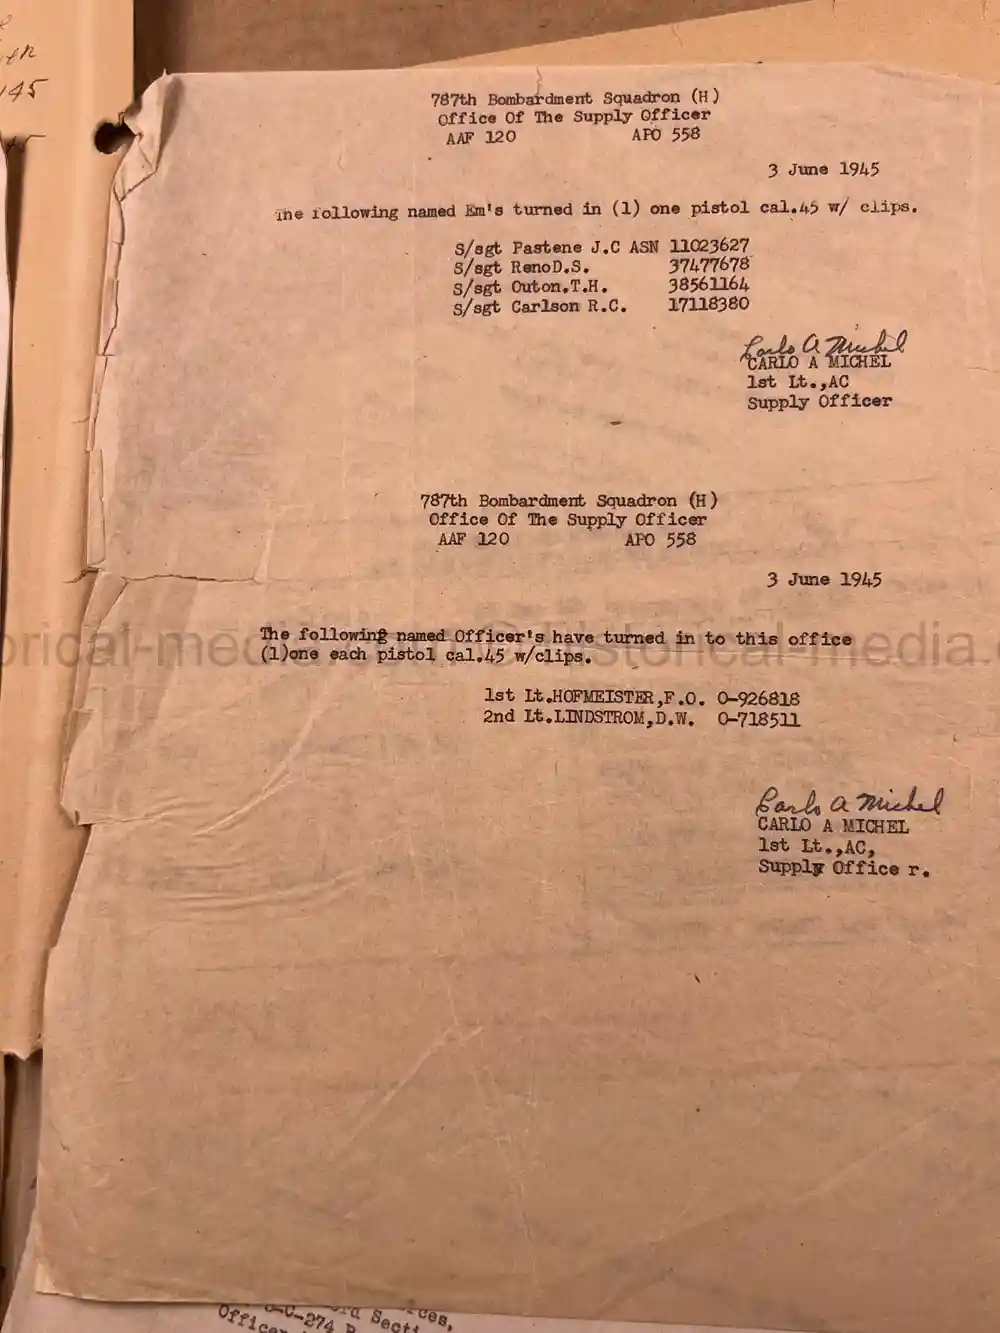 787th Bombardment Squadron (H)
Office Of The Supply Officer
AAF 120 APO 558
3 June 1945
The following named Em's turned in (1) one pistol cal.45 w/ clips.
S/sgt Pastene J.C ASN 11023627
S/sgt RenoD.S. 37477678
S/sgt Outon.T.H. 38561164
S/sgt Carlson R.C. 17118380
Carlo A Michel
CARLO A MICHEL
1st Lt.,AC
Supply Officer
787th Bombardment Squadron (H)
Office Of The Supply Officer
AAF 120 APO 558
3 June 1945
The following named Officer's have turned in to this office
(1)one each pistol cal.45 w/clips.
1st Lt.HOFMEISTER,F.O. O-926818
2nd Lt.LINDSTROM,D.W. O-718511
Carlo A Michel
CARLO A MICHEL
1st Lt.,AC,
Supply Office r.
historical-media.